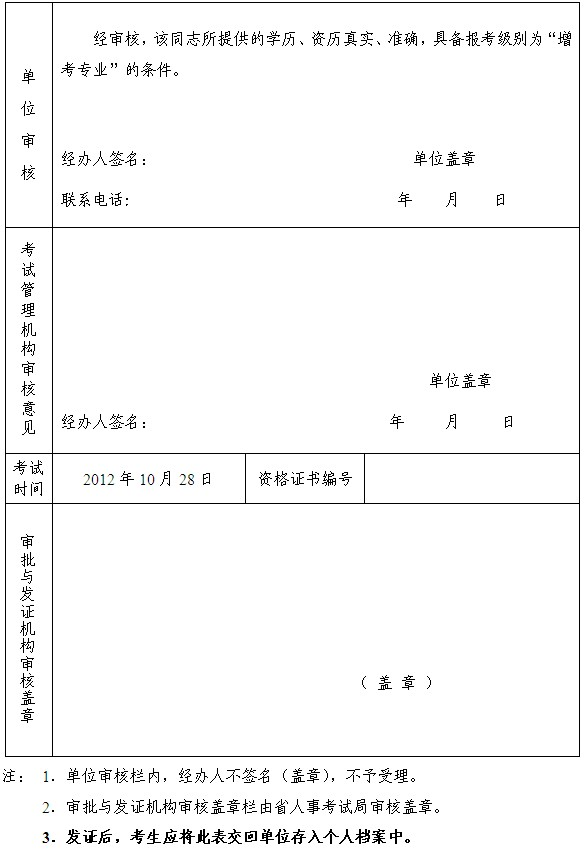 单位审核
经审核，该同志所提供的学历、资历真实、准确，具备报考级别为“增
考专业”的条件。
经办人签名： 单位盖章
联系电话： 年 月 日
考试管理机构审核意见
单位盖章
经办人签名： 年 月 日
考试时间 2012年10月28日 资格证书编号
审批与发证机构审核盖章
（盖章）
注： 1．单位审核栏内，经办人不签名（盖章），不予受理。
2．审批与发证机构审核盖章栏由省人事考试局审核盖章。
3．发证后，考生应将此表交回单位存入个人档案中。